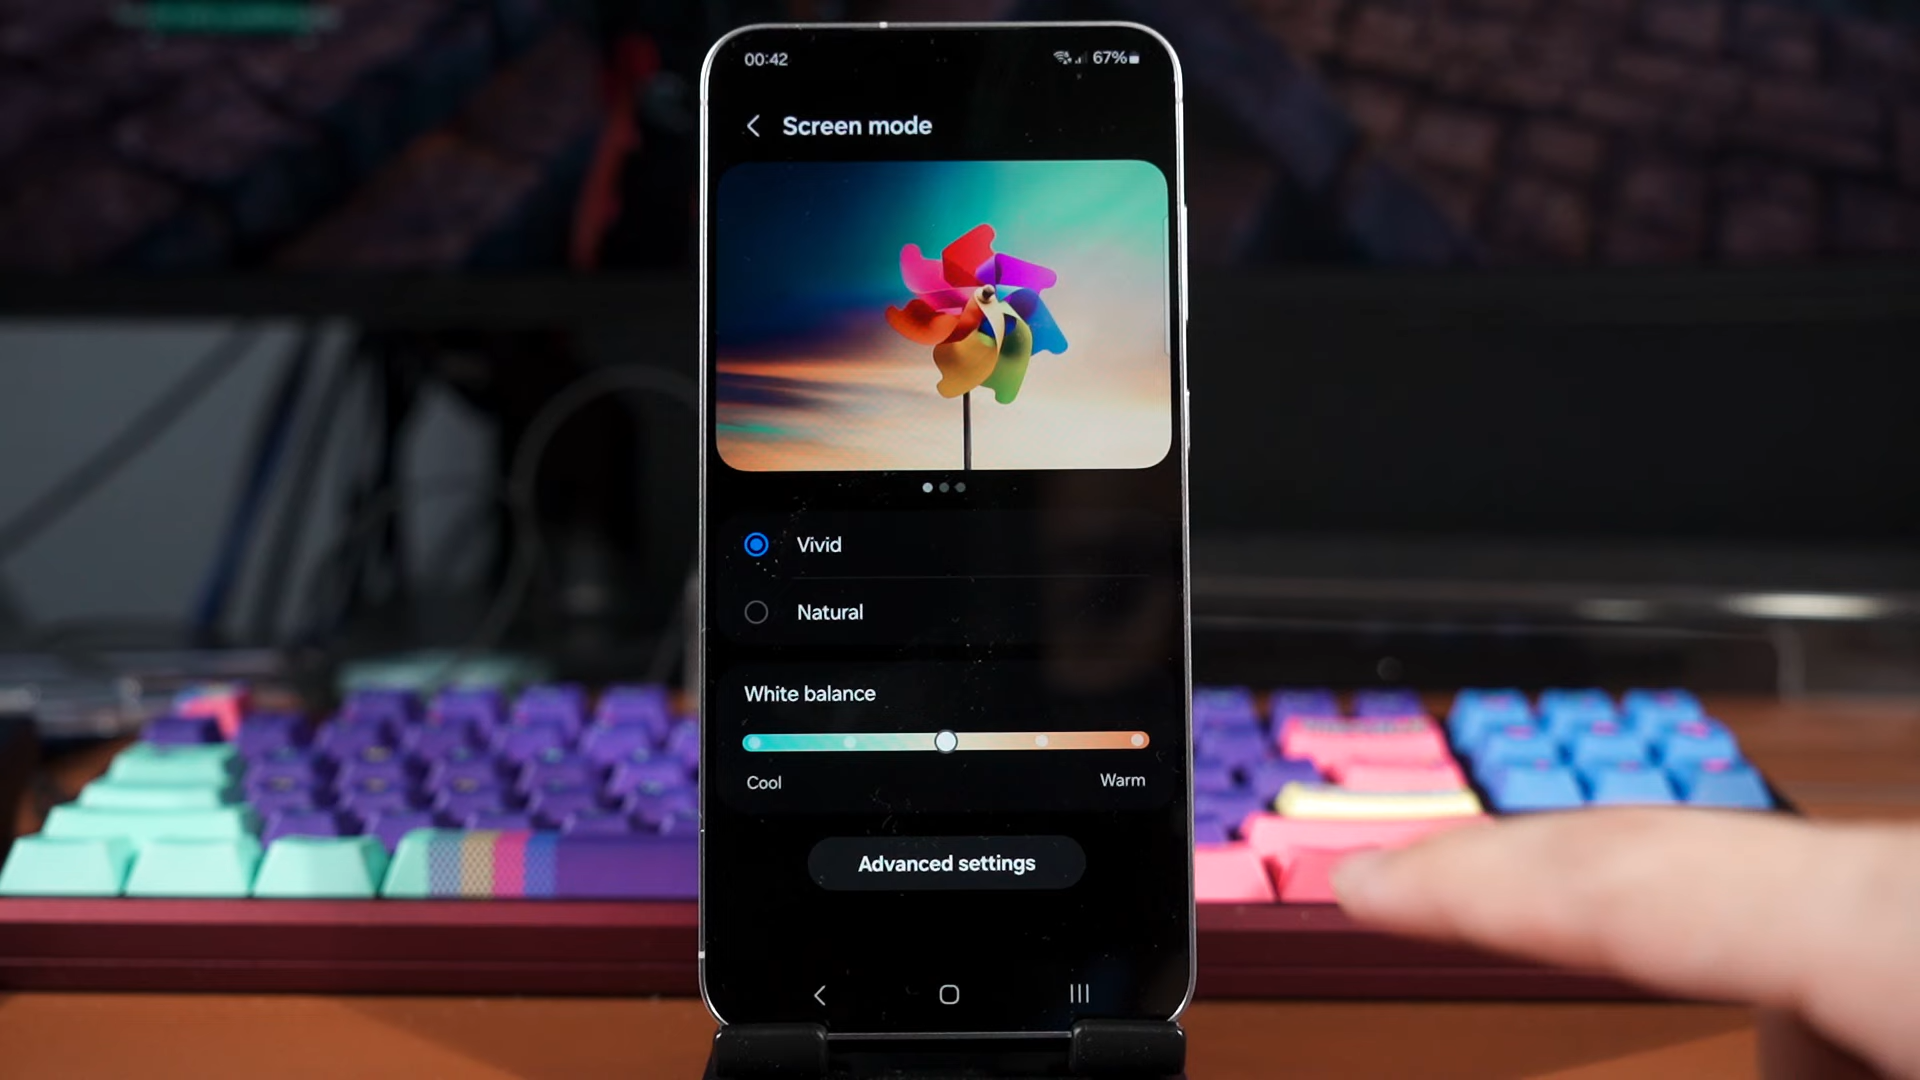 00:42 67%
Screen mode
Vivid
Natural
White balance
Cool Warm
Advanced settings